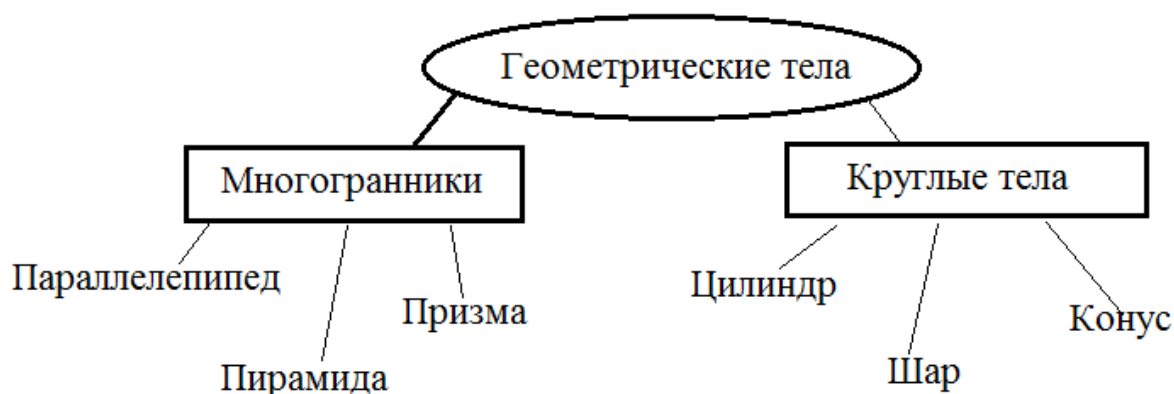 Геометрические тела
Многогранники
Круглые тела
Параллелепипед
Пирамида
Призма
Цилиндр
Шар
Конус